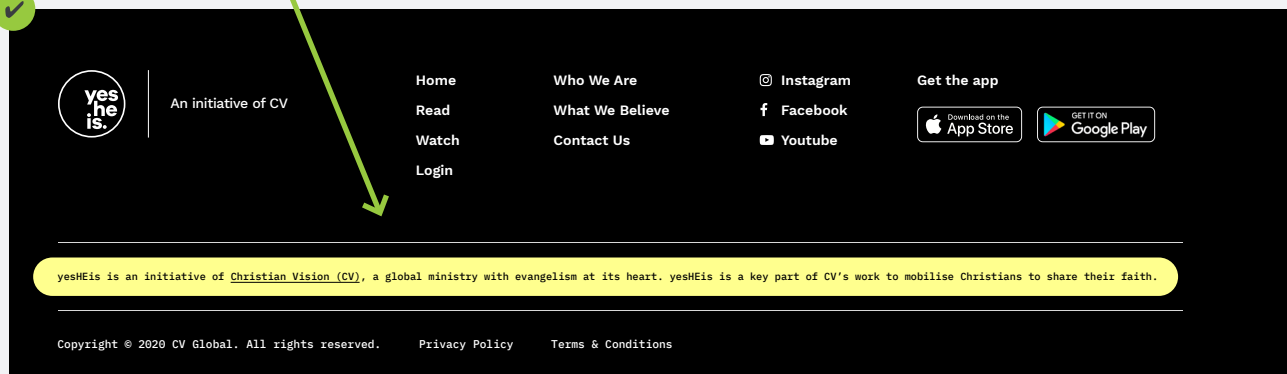 yes
he
is.
An initiative of CV
Home
Read
Watch
Login
Who We Are
What We Believe
Contact Us
Instagram
Facebook
Youtube
Get the app
Download on the
App Store
GET IT ON
Google Play
yesHEis is an initiative of Christian Vision (CV), a global ministry with evangelism at its heart. yesHEis is a key part of CV’s work to mobilise Christians to share their faith.
Copyright © 2020 CV Global. All rights reserved. Privacy Policy Terms & Conditions